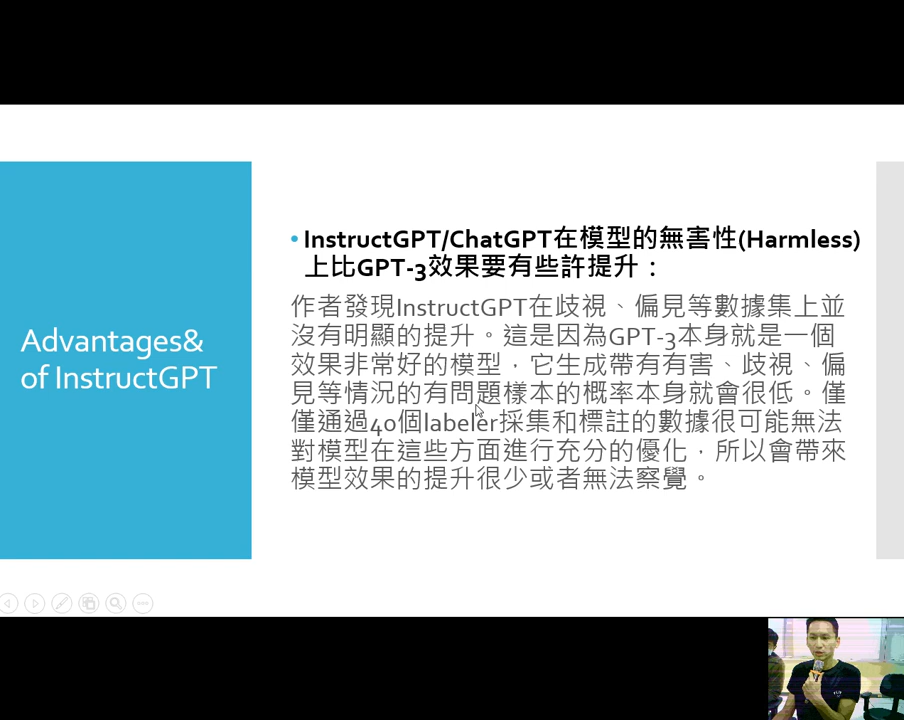 Advantages&
of InstructGPT
• InstructGPT/ChatGPT在模型的無害性(Harmless)
上比GPT-3效果要有些許提升：
作者發現InstructGPT在歧視、偏見等數據集上並
沒有明顯的提升。這是因為GPT-3本身就是一個
效果非常好的模型，它生成帶有有害、歧視、偏
見等情況的有問題樣本的概率本身就會很低。僅
僅通過40個labeler採集和標註的數據很可能無法
對模型在這些方面進行充分的優化，所以會帶來
模型效果的提升很少或者無法察覺。